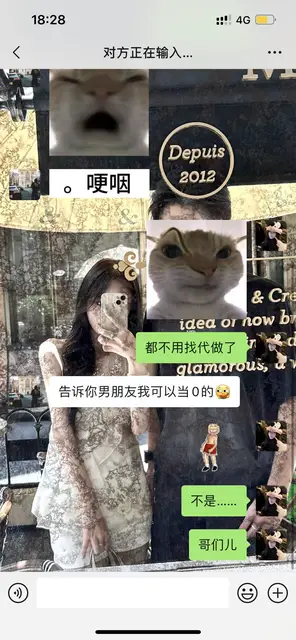 18:28
4G
对方正在输入...
。哽咽
Depuis
2012
& Cr
idea of how br
都不用找代做了
glamorous, a
告诉你男朋友我可以当0的
不是……
哥们儿